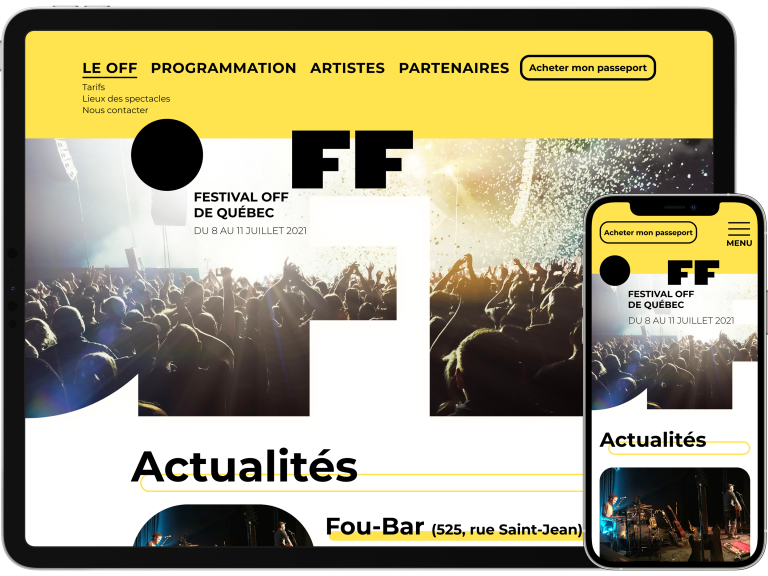 LE OFF PROGRAMMATION ARTISTES PARTENAIRES Acheter mon passeport
Tarifs
Lieux des spectacles
Nous contacter
FF
FESTIVAL OFF
DE QUÉBEC
DU 8 AU 11 JUILLET 2021
Actualités
Fou-Bar (525, rue Saint-Jean)
Acheter mon passeport
MENU
FF
FESTIVAL OFF
DE QUÉBEC
DU 8 AU 11 JUILLET 2021
Actualités